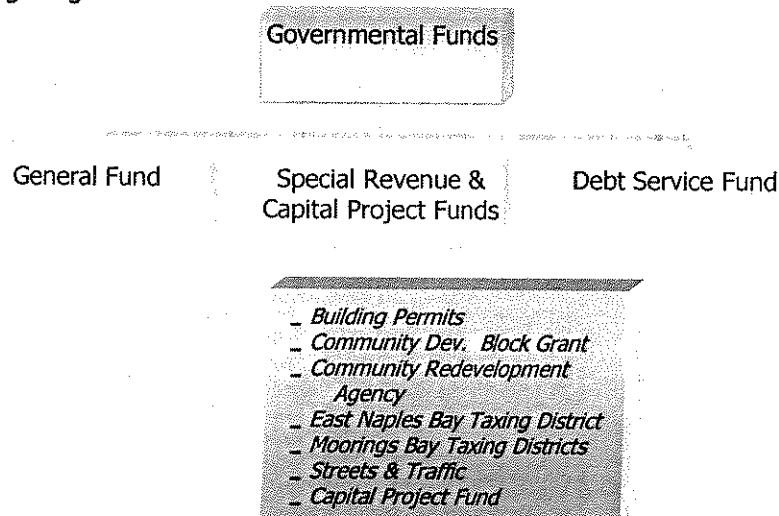 Governmental Funds
General Fund
Special Revenue &
Capital Project Funds
Debt Service Fund
_ Building Permits
_ Community Dev. Block Grant
_ Community Redevelopment
Agency
_ East Naples Bay Taxing District
_ Moorings Bay Taxing Districts
_ Streets & Traffic
_ Capital Project Fund